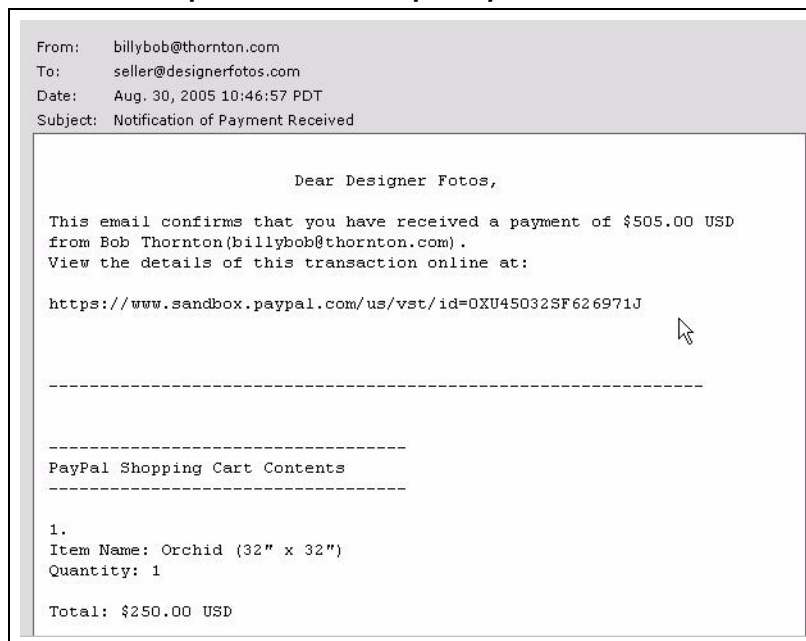 From: billybob@thornton.com
To: seller@designerfotos.com
Date: Aug. 30, 2005 10:46:57 PDT
Subject: Notification of Payment Received
Dear Designer Fotos,
This email confirms that you have received a payment of $505.00 USD
from Bob Thornton(billybob@thornton.com).
View the details of this transaction online at:
https://www.sandbox.paypal.com/us/vst/id=0XU45032SF626971J
----------------------------------------------------------------
-----------------------------------
PayPal Shopping Cart Contents
-----------------------------------
1.
Item Name: Orchid (32" x 32")
Quantity: 1
Total: $250.00 USD